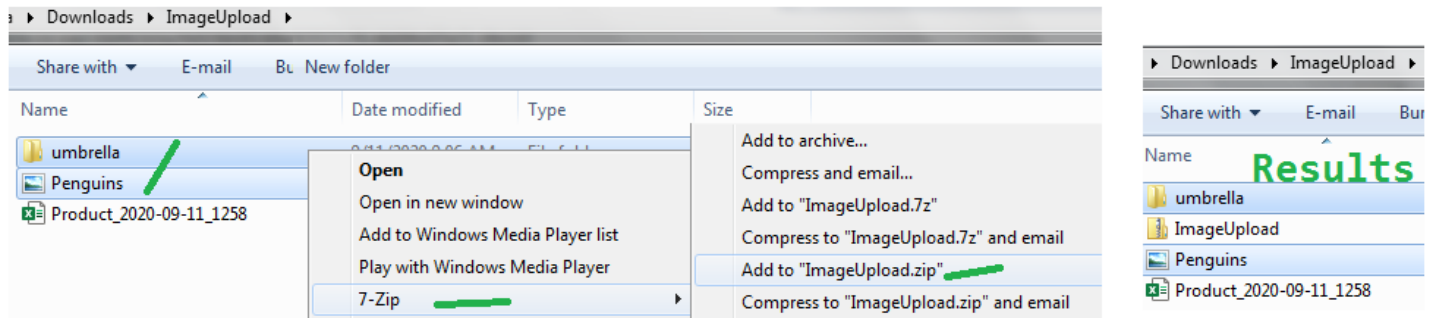 a ▸ Downloads ▸ ImageUpload ▸
Share with E-mail Bu New folder
Name Date modified Type Size
umbrella
Penguins
Product_2020-09-11_1258
Open
Open in new window
Add to Windows Media Player list
Play with Windows Media Player
7-Zip
Add to archive...
Compress and email...
Add to "ImageUpload.7z"
Compress to "ImageUpload.7z" and email
Add to "ImageUpload.zip"
Compress to "ImageUpload.zip" and email
▸ Downloads ▸ ImageUpload ▸
Share with E-mail Bur
Name
Results
umbrella
ImageUpload
Penguins
Product_2020-09-11_1258